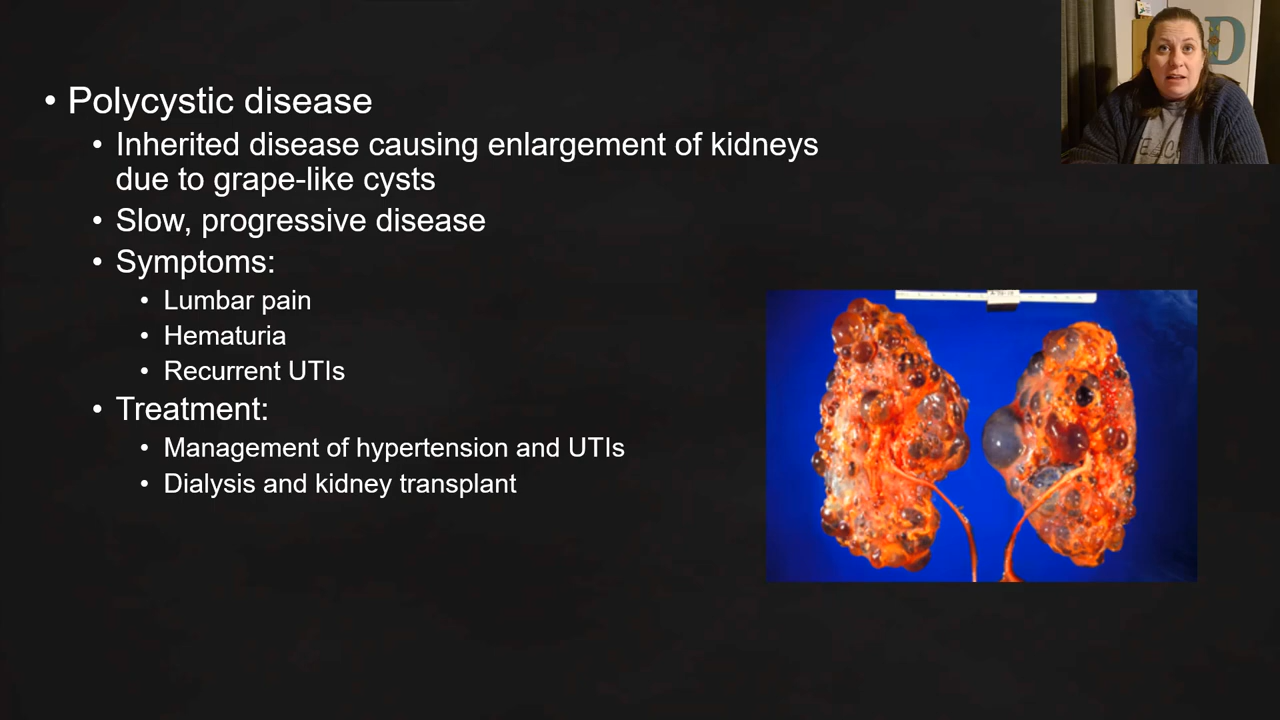 • Polycystic disease
• Inherited disease causing enlargement of kidneys
due to grape-like cysts
• Slow, progressive disease
• Symptoms:
• Lumbar pain
• Hematuria
• Recurrent UTIs
• Treatment:
• Management of hypertension and UTIs
• Dialysis and kidney transplant
D